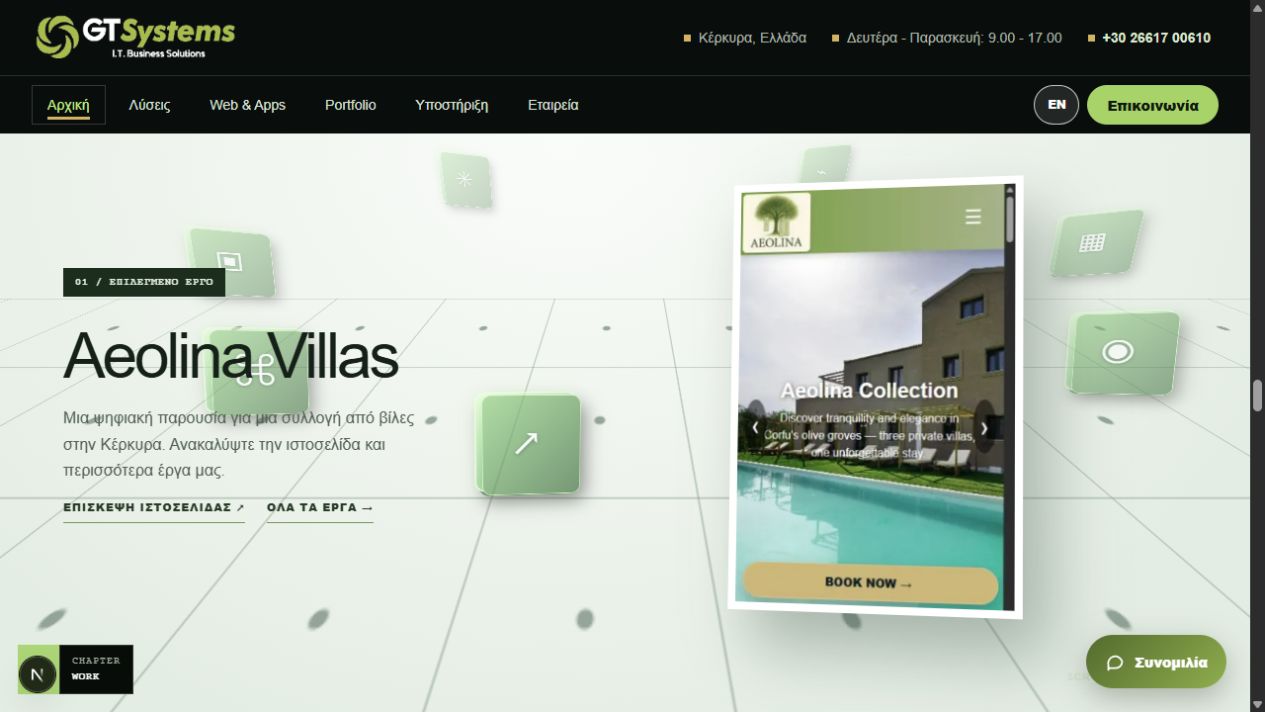 GTSystems
I.T. Business Solutions
Κέρκυρα, Ελλάδα
Δευτέρα - Παρασκευή: 9.00 - 17.00
+30 26617 00610
Αρχική
Λύσεις
Web & Apps
Portfolio
Υποστήριξη
Εταιρεία
EN
Επικοινωνία
01 / ΕΠΙΛΕΓΜΕΝΟ ΕΡΓΟ
Aeolina Villas
Μια ψηφιακή παρουσία για μια συλλογή από βίλες
στην Κέρκυρα. Ανακαλύψτε την ιστοσελίδα και
περισσότερα έργα μας.
ΕΠΙΣΚΕΨΗ ΙΣΤΟΣΕΛΙΔΑΣ ↗
ΟΛΑ ΤΑ ΕΡΓΑ →
AEOLINA
Aeolina Collection
Discover tranquility and elegance in
Corfu's olive groves — three private villas,
one unforgettable stay
BOOK NOW →
N
CHAPTER
WORK
Συνομιλία